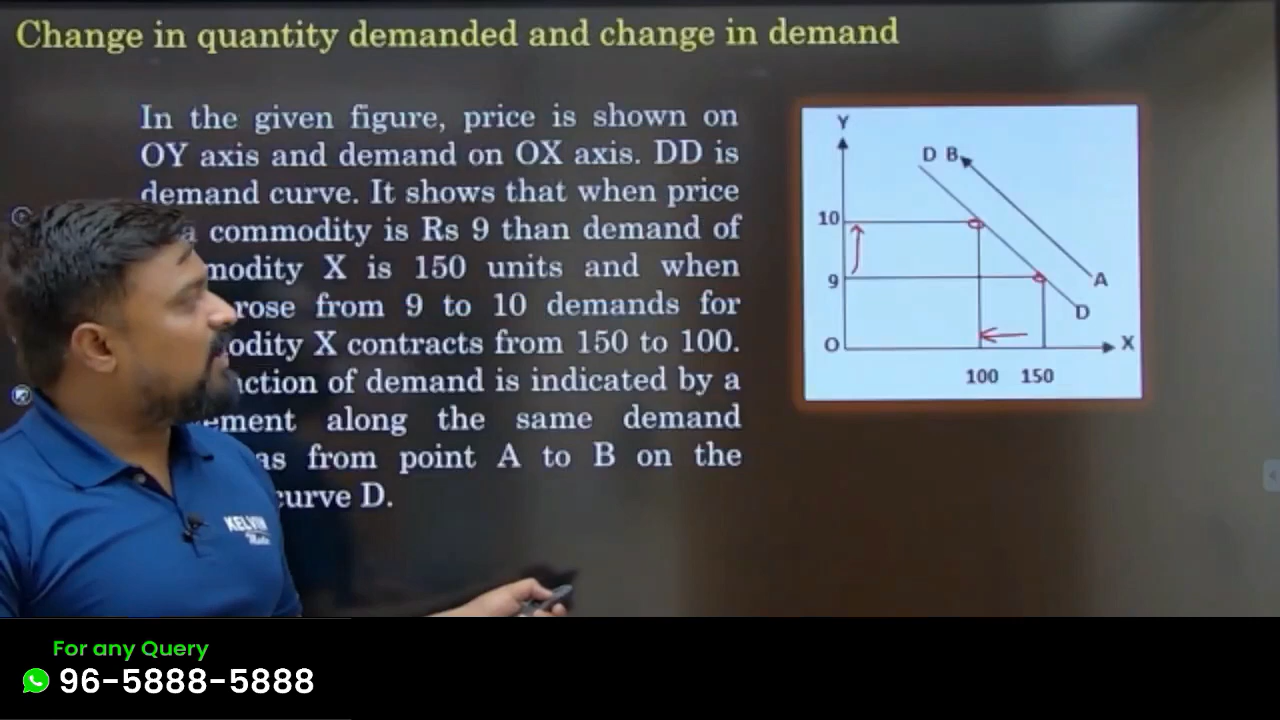 Change in quantity demanded and change in demand
In the given figure, price is shown on
OY axis and demand on OX axis. DD is
demand curve. It shows that when price
a commodity is Rs 9 than demand of
modity X is 150 units and when
rose from 9 to 10 demands for
odity X contracts from 150 to 100.
ction of demand is indicated by a
ement along the same demand
as from point A to B on the
curve D.
Y
D B
10
9
A
D
O
X
100 150
KELVIN
For any Query
96-5888-5888